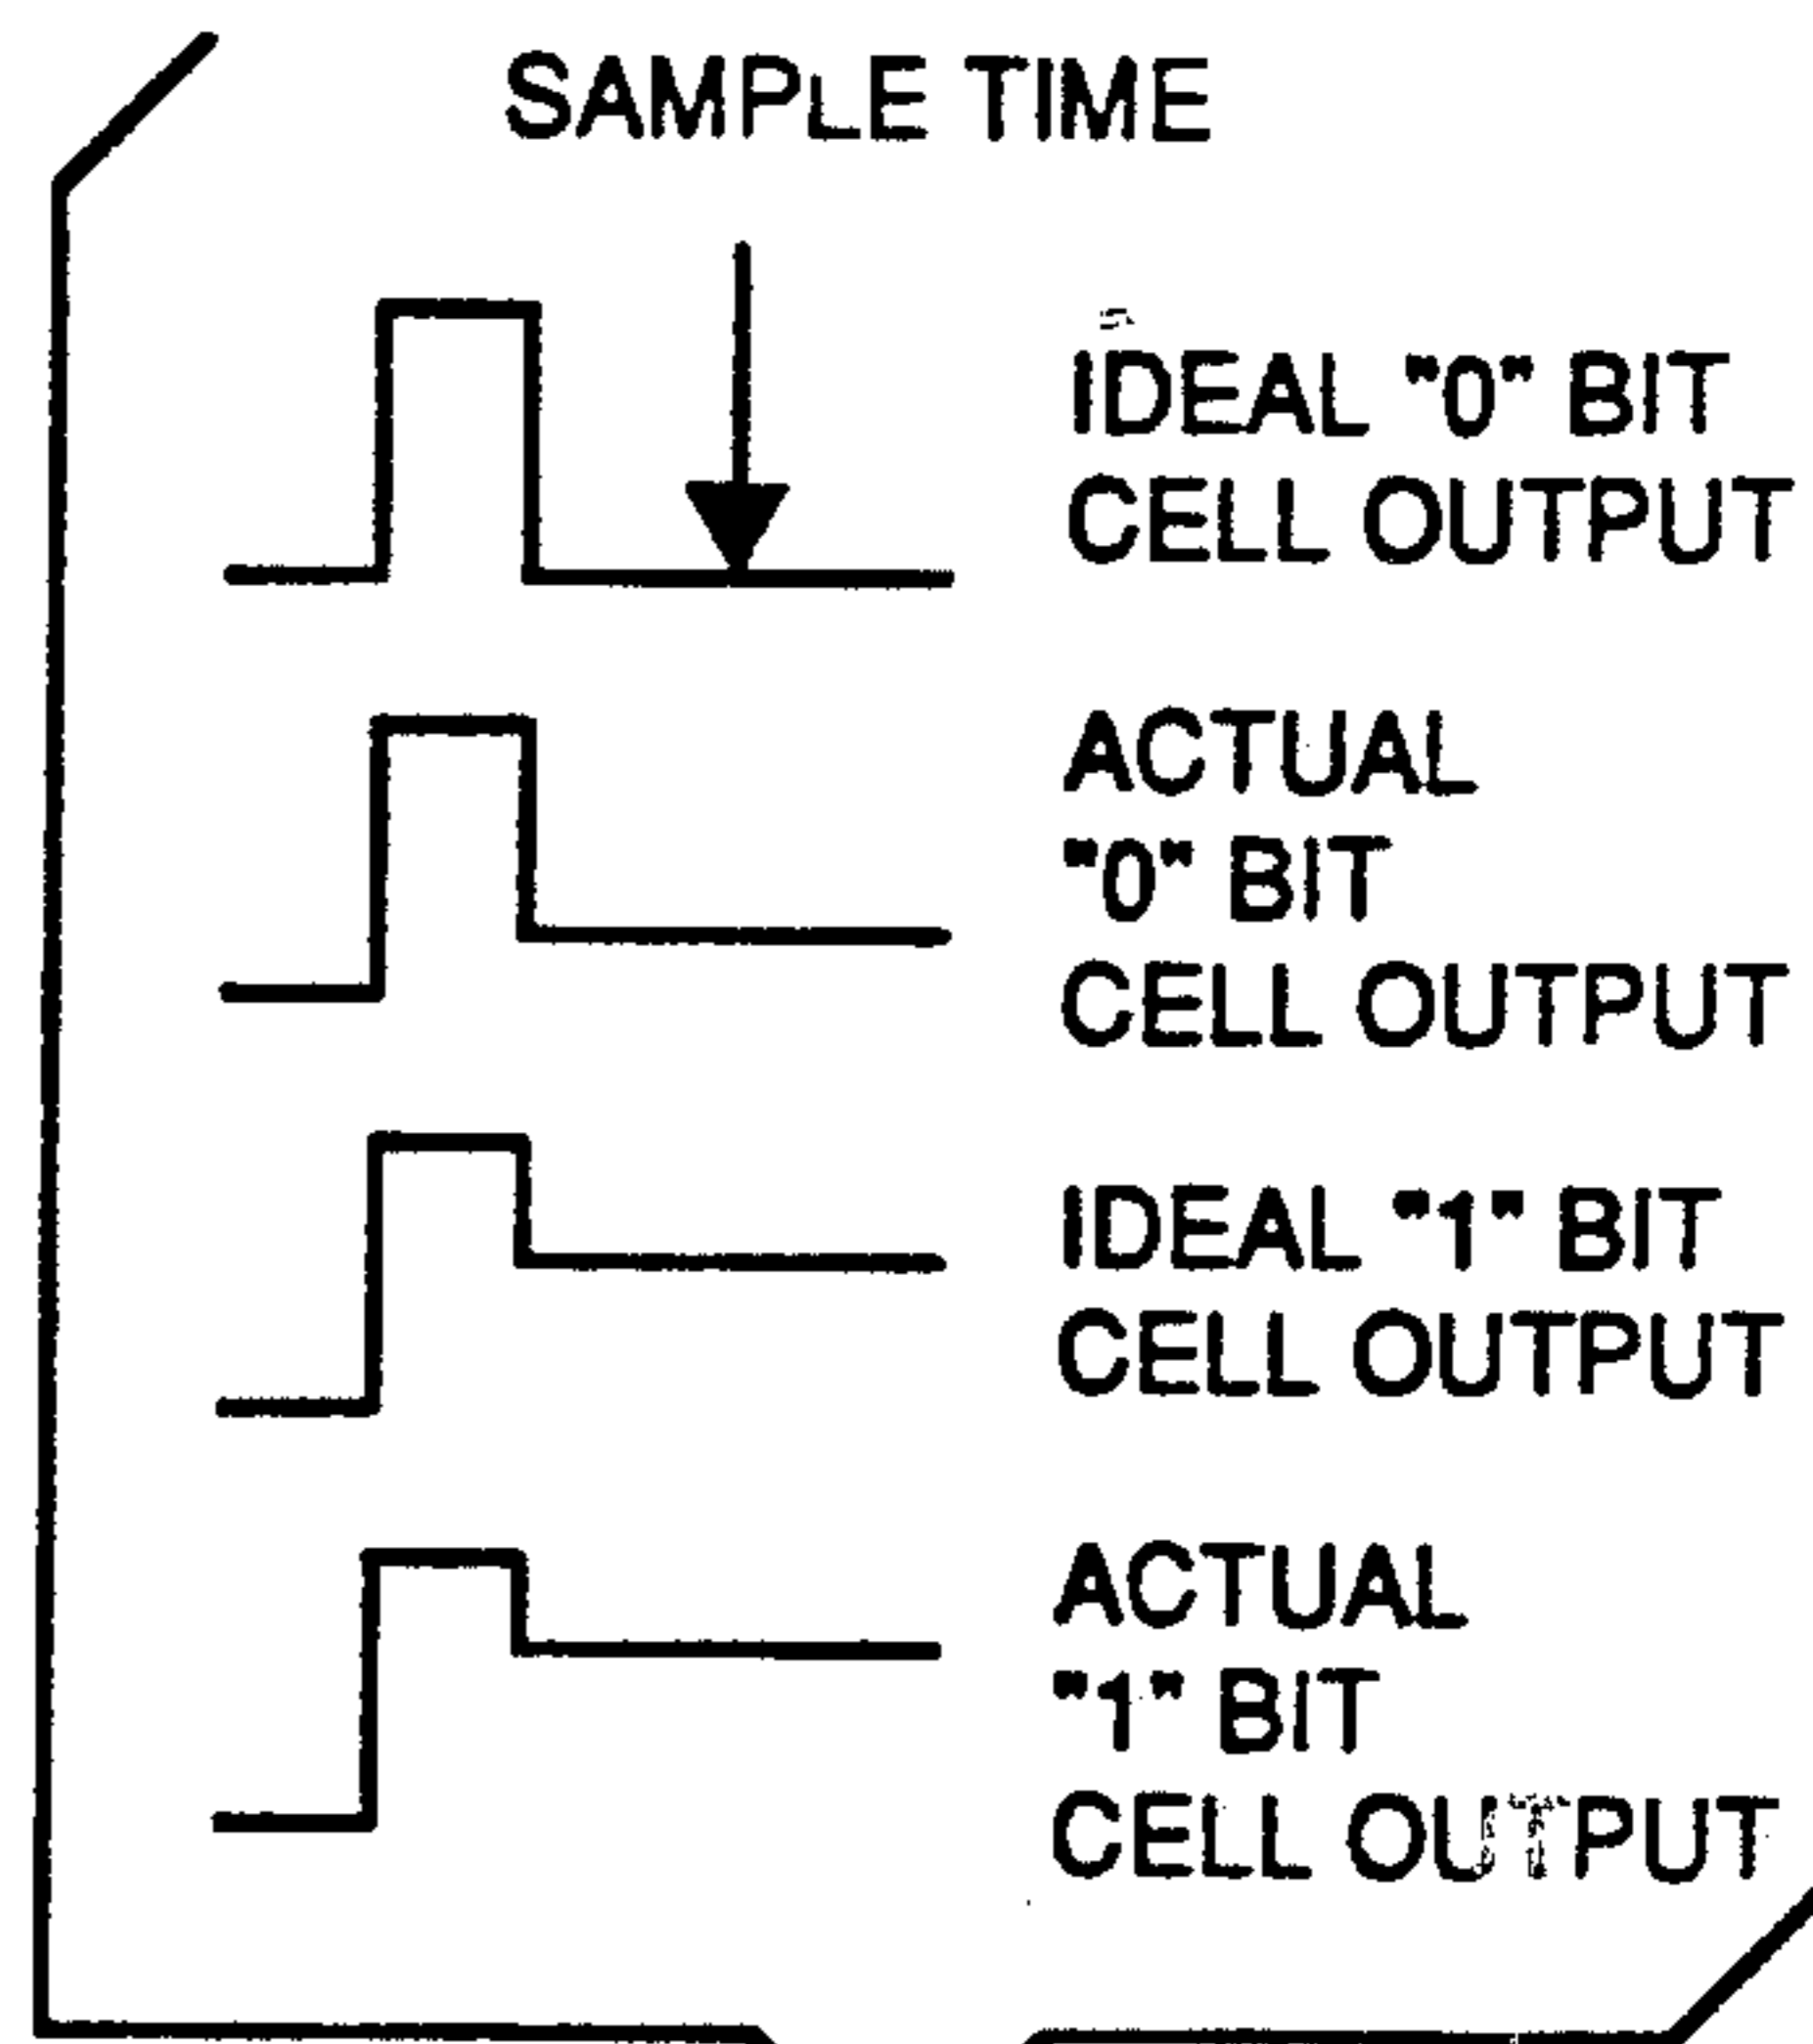 SAMPLE TIME
IDEAL "0" BIT
CELL OUTPUT
ACTUAL
"0" BIT
CELL OUTPUT
IDEAL "1" BIT
CELL OUTPUT
ACTUAL
"1" BIT
CELL OUTPUT